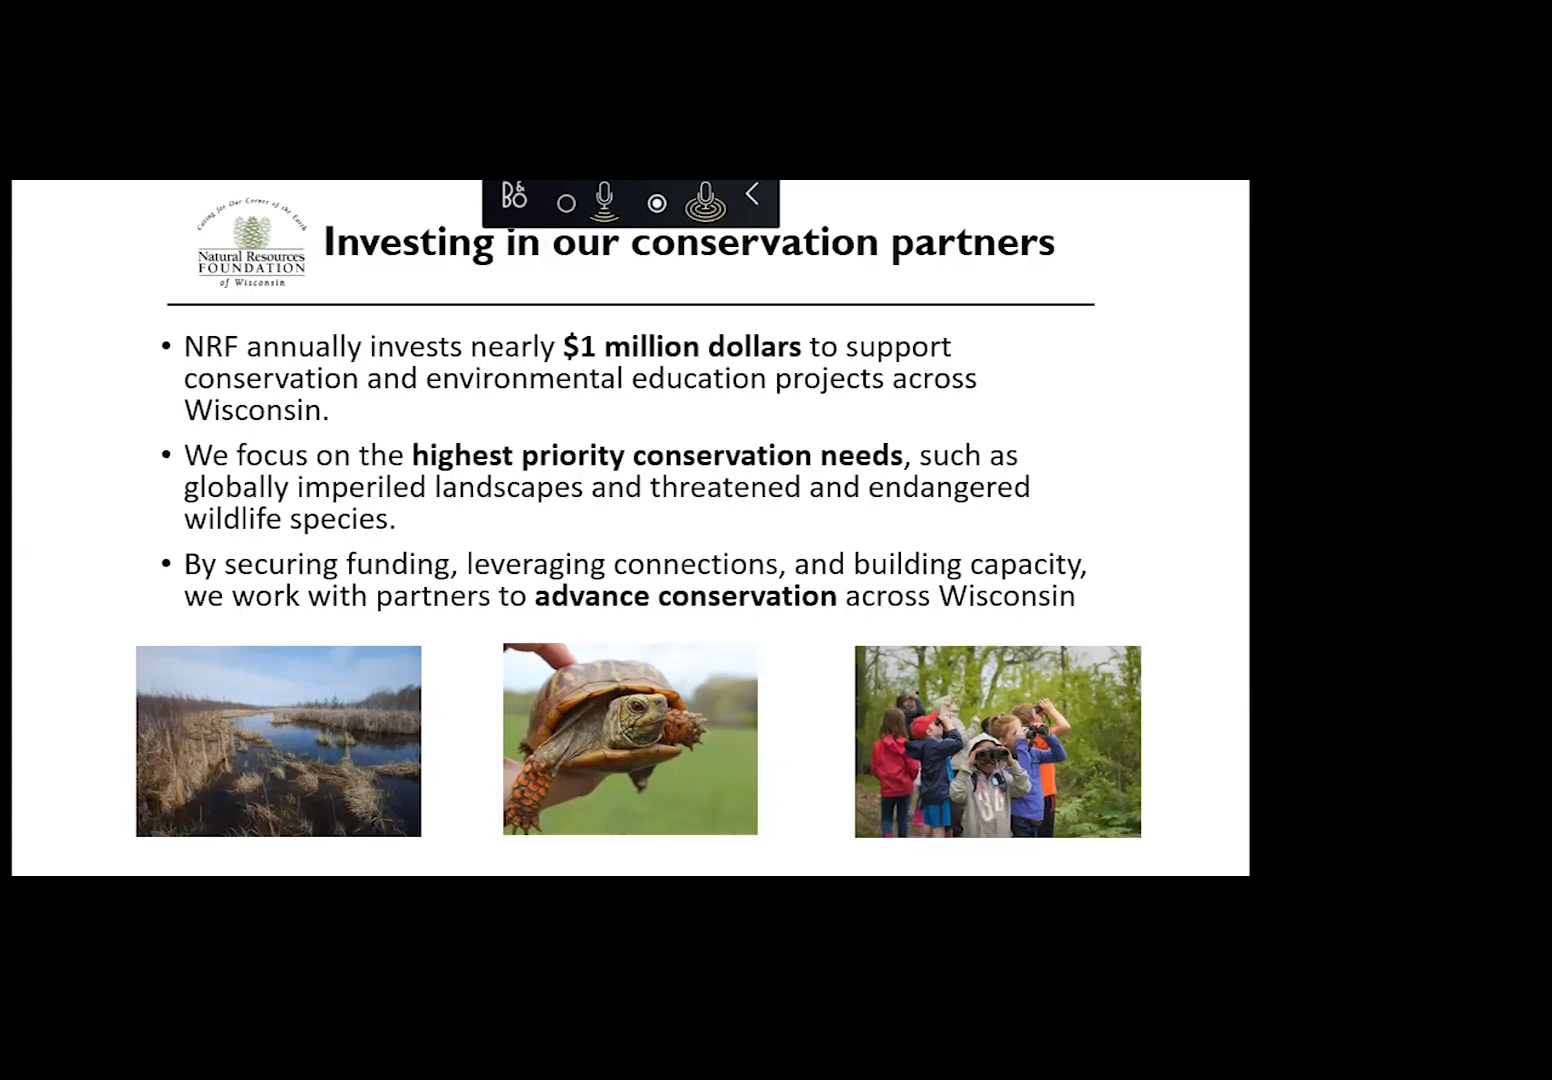 B&O
Caring for Our Corner of the Earth
Natural Resources
FOUNDATION
of Wisconsin
Investing in our conservation partners
• NRF annually invests nearly $1 million dollars to support
conservation and environmental education projects across
Wisconsin.
• We focus on the highest priority conservation needs, such as
globally imperiled landscapes and threatened and endangered
wildlife species.
• By securing funding, leveraging connections, and building capacity,
we work with partners to advance conservation across Wisconsin